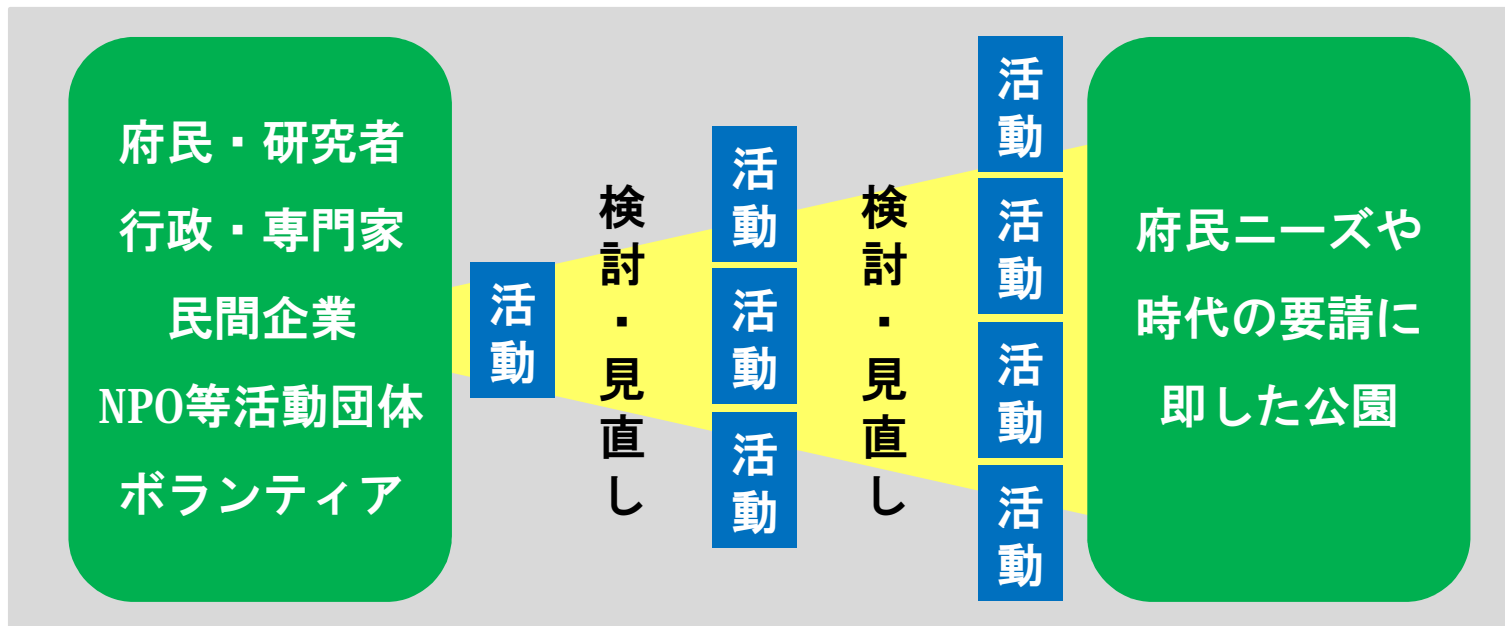 府民・研究者
行政・専門家
民間企業
NPO等活動団体
ボランティア
活動
検討・見直し
活動
活動
活動
検討・見直し
活動
活動
活動
活動
府民ニーズや
時代の要請に
即した公園